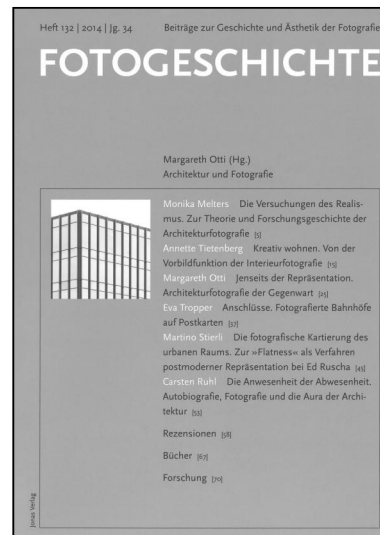 Heft 132 | 2014 | Jg. 34 Beiträge zur Geschichte und Ästhetik der Fotografie
FOTOGESCHICHTE
Margareth Otti (Hg.)
Architektur und Fotografie
Monika Melters Die Versuchungen des Realis-
mus. Zur Theorie und Forschungsgeschichte der
Architekturfotografie [5]
Annette Tietenberg Kreativ wohnen. Von der
Vorbildfunktion der Interieurfotografie [15]
Margareth Otti Jenseits der Repräsentation.
Architekturfotografie der Gegenwart [25]
Eva Tropper Anschlüsse. Fotografierte Bahnhöfe
auf Postkarten [37]
Martino Stierli Die fotografische Kartierung des
urbanen Raums. Zur »Flatness« als Verfahren
postmoderner Repräsentation bei Ed Ruscha [45]
Carsten Ruhl Die Anwesenheit der Abwesenheit.
Autobiografie, Fotografie und die Aura der Archi-
tektur [53]
Rezensionen [58]
Bücher [67]
Forschung [70]
Jonas Verlag